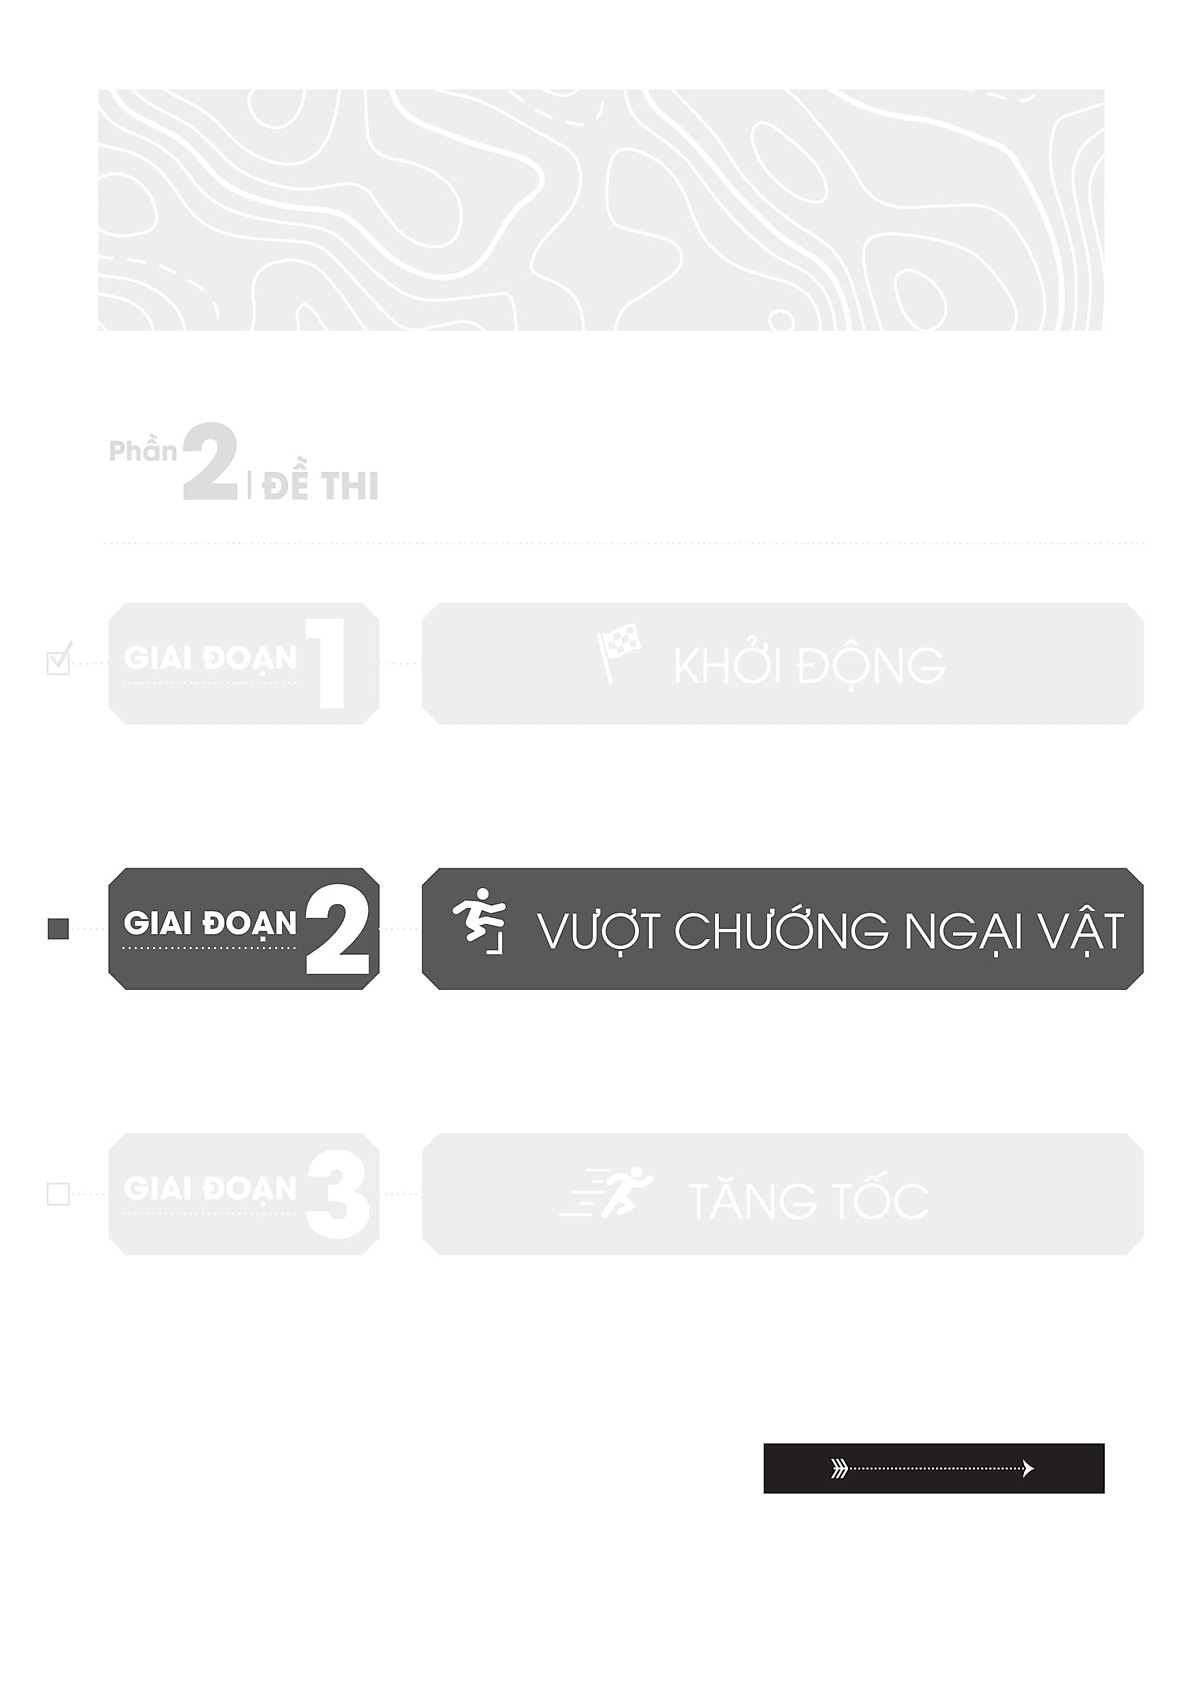 Phần 2 | ĐỀ THI
GIAI ĐOẠN 1
KHỞI ĐỘNG
GIAI ĐOẠN 2
VƯỢT CHƯỚNG NGẠI VẬT
GIAI ĐOẠN 3
TĂNG TỐC